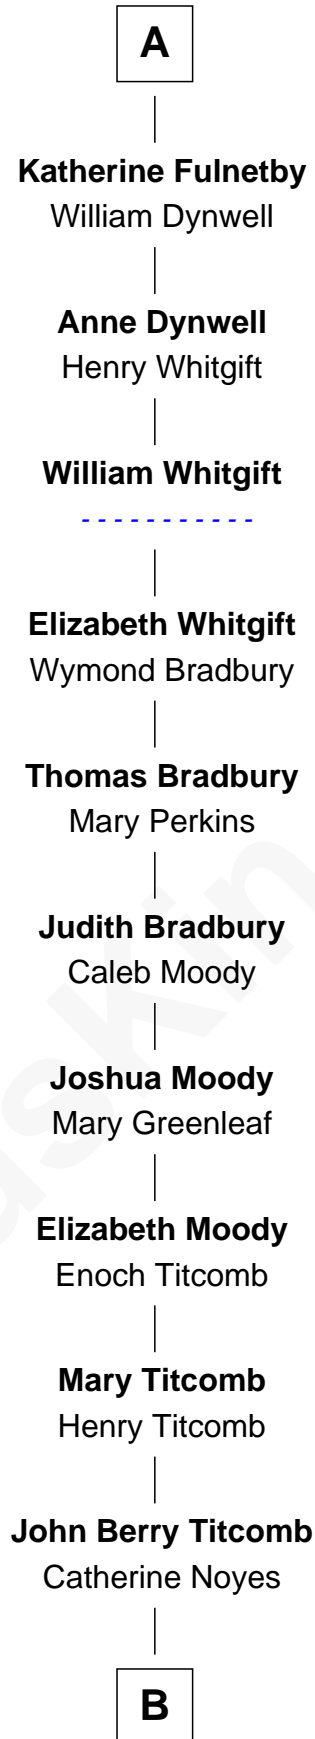 A
Katherine Fulnetby
William Dynwell
Anne Dynwell
Henry Whitgift
William Whitgift
- - - - - - - - - - -
Elizabeth Whitgift
Wymond Bradbury
Thomas Bradbury
Mary Perkins
Judith Bradbury
Caleb Moody
Joshua Moody
Mary Greenleaf
Elizabeth Moody
Enoch Titcomb
Mary Titcomb
Henry Titcomb
John Berry Titcomb
Catherine Noyes
B